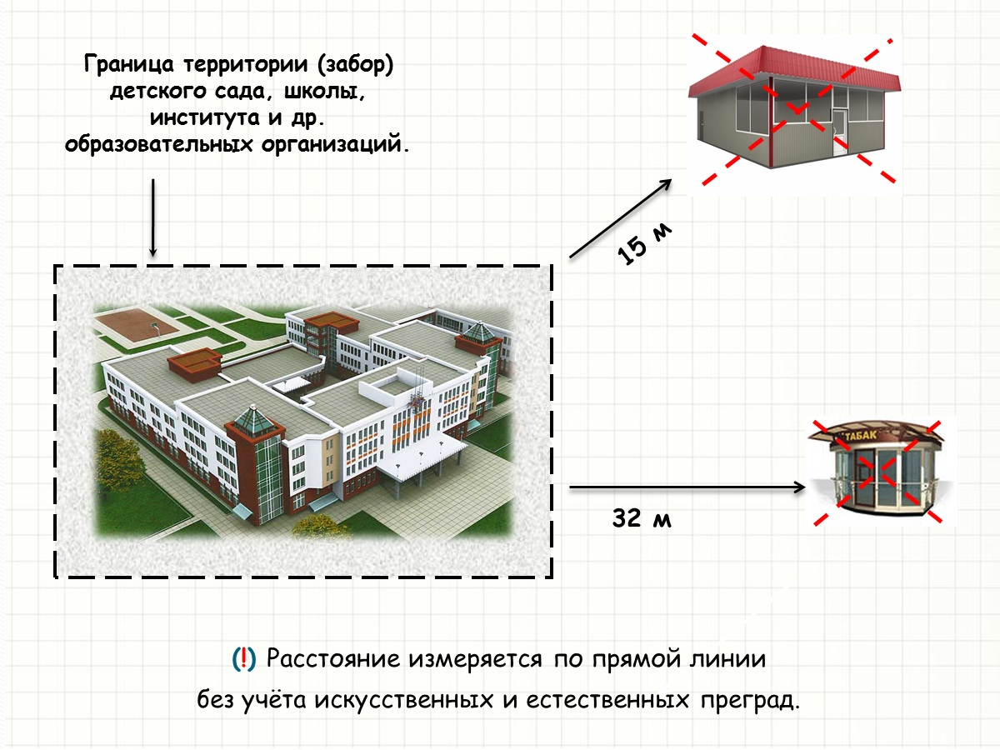 Граница территории (забор)
детского сада, школы,
института и др.
образовательных организаций.
15 м
ТАБАК
32 м
(!) Расстояние измеряется по прямой линии
без учёта искусственных и естественных преград.